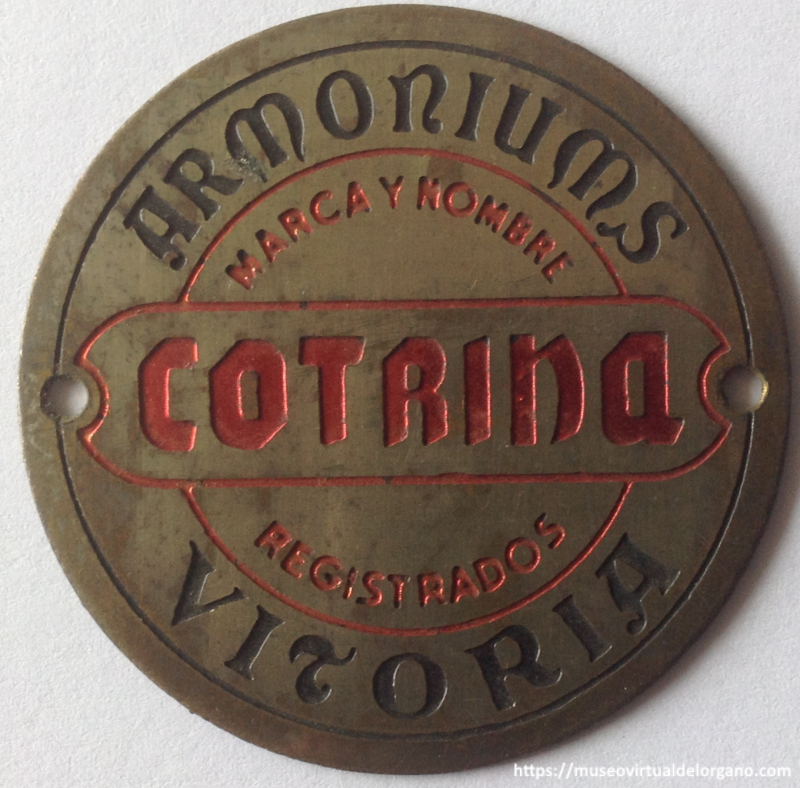 ARMONIUMS
MARCA Y NOMBRE
COTRINA
REGISTRADOS
VITORIA
https://museovirtualdelorgano.com